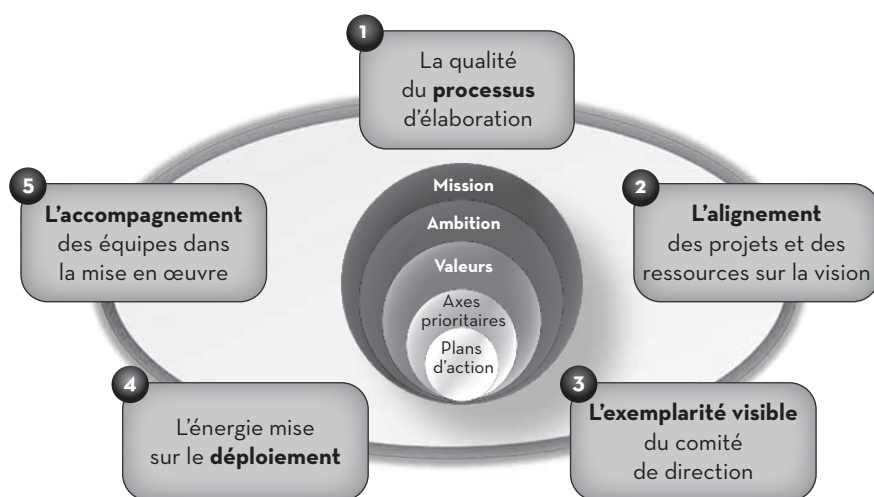 1
La qualité
du processus
d'élaboration
2
L'alignement
des projets et des
ressources sur la vision
3
L'exemplarité visible
du comité
de direction
4
L'énergie mise
sur le déploiement
5
L'accompagnement
des équipes dans
la mise en œuvre
Mission
Ambition
Valeurs
Axes
prioritaires
Plans
d'action